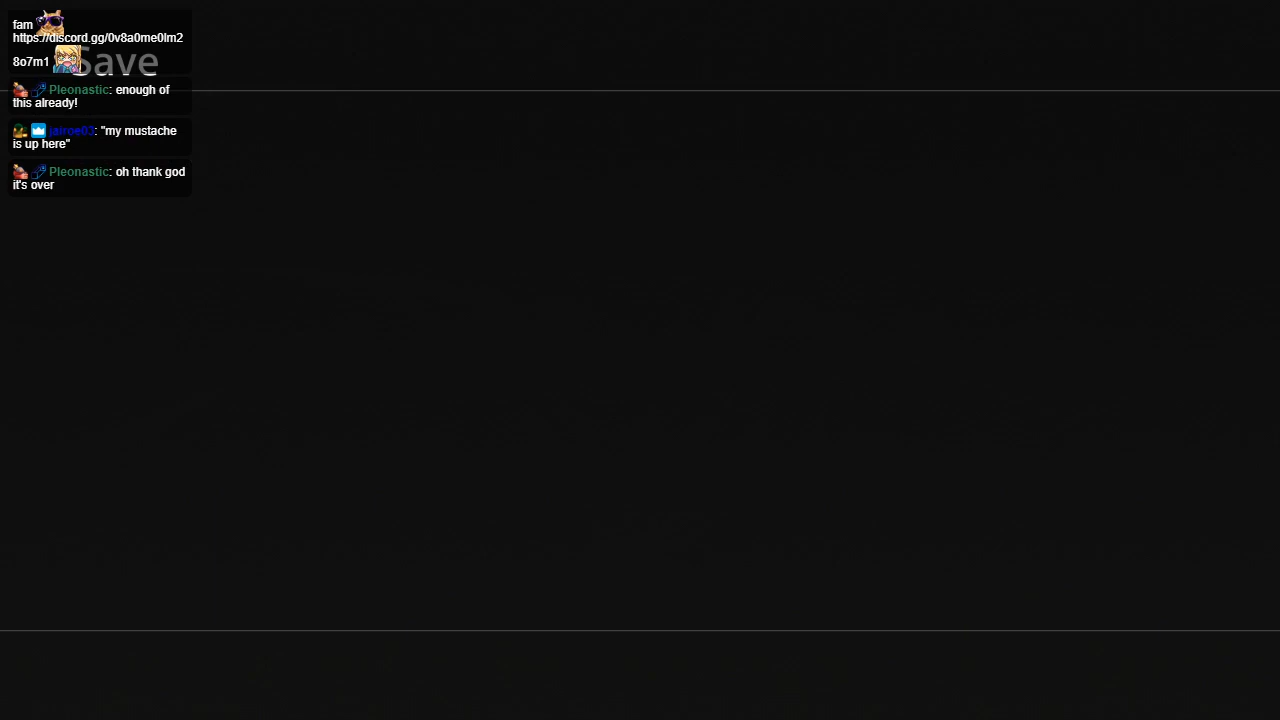 fam
https://discord.gg/0v8a0me0lm2
8o7m1
Save
Pleonastic: enough of
this already!
jairoe03: "my mustache
is up here"
Pleonastic: oh thank god
it's over